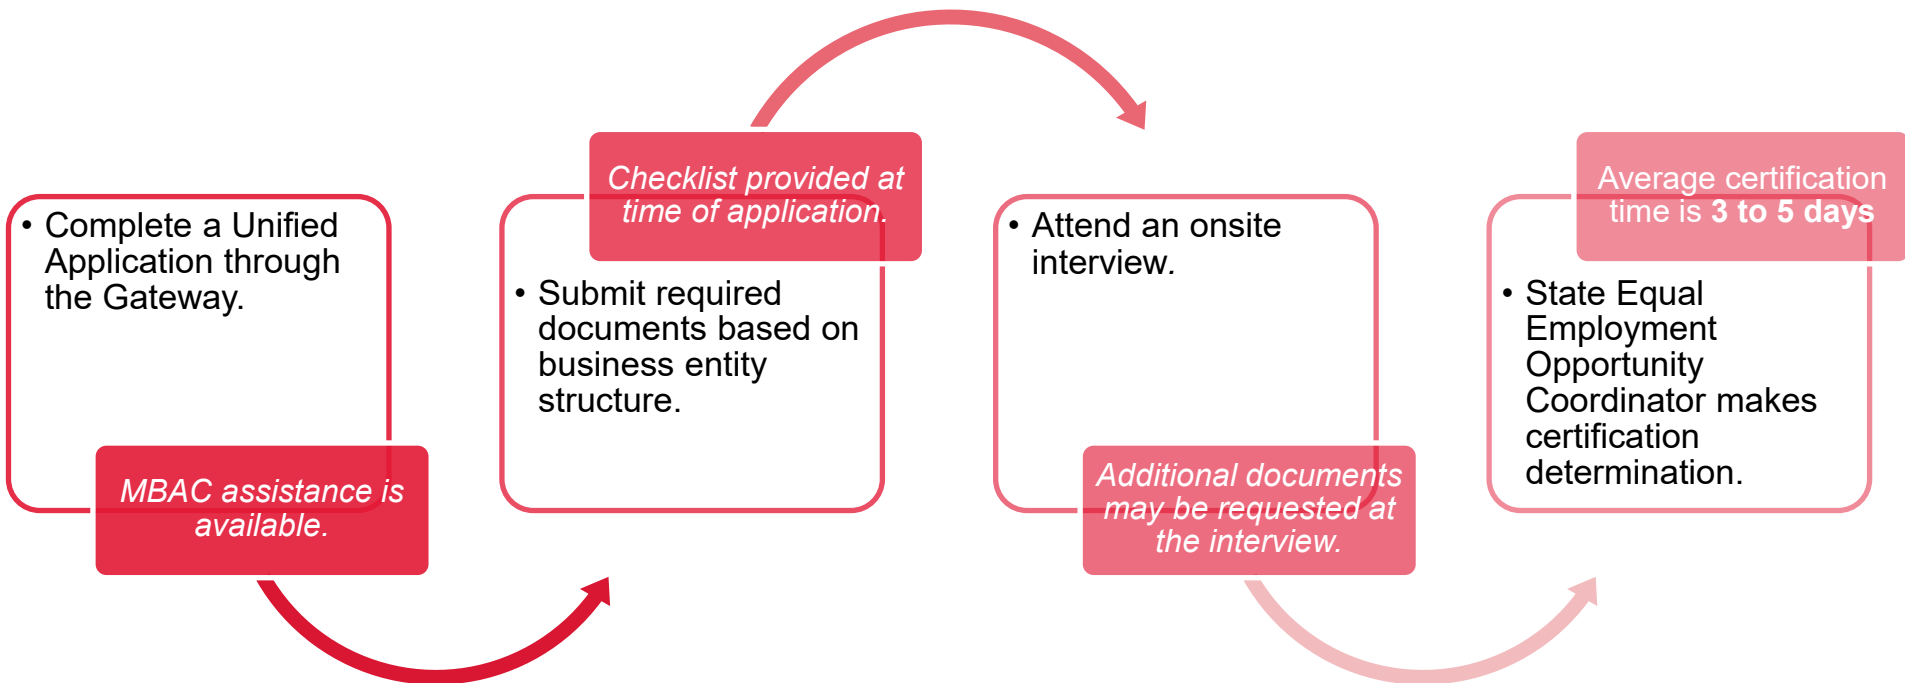 • Complete a Unified
Application through
the Gateway.
MBAC assistance is
available.
Checklist provided at
time of application.
• Submit required
documents based on
business entity
structure.
• Attend an onsite
interview.
Additional documents
may be requested at
the interview.
Average certification
time is 3 to 5 days
• State Equal
Employment
Opportunity
Coordinator makes
certification
determination.